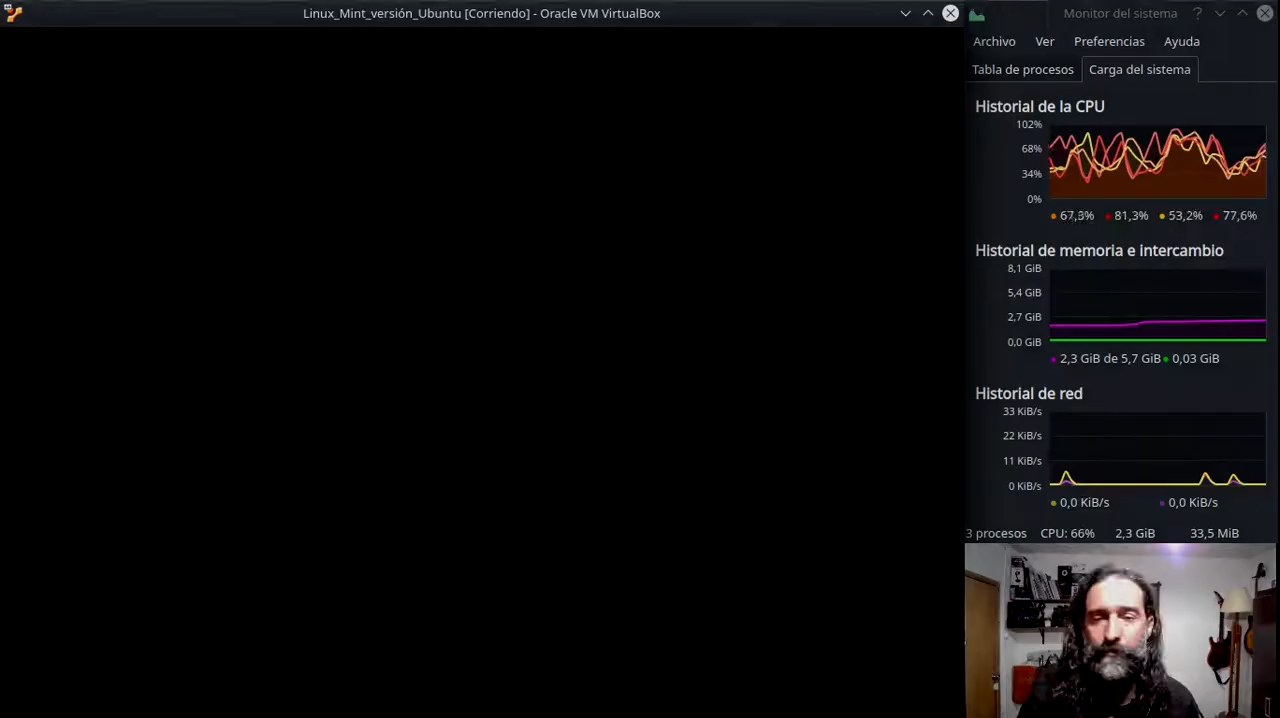 Linux_Mint_versión_Ubuntu [Corriendo] - Oracle VM VirtualBox
Monitor del sistema
Archivo Ver Preferencias Ayuda
Tabla de procesos Carga del sistema
Historial de la CPU
102%
68%
34%
0%
67,3% 81,3% 53,2% 77,6%
Historial de memoria e intercambio
8,1 GiB
5,4 GiB
2,7 GiB
0,0 GiB
2,3 GiB de 5,7 GiB 0,03 GiB
Historial de red
33 KiB/s
22 KiB/s
11 KiB/s
0 KiB/s
0,0 KiB/s 0,0 KiB/s
3 procesos CPU: 66% 2,3 GiB 33,5 MiB